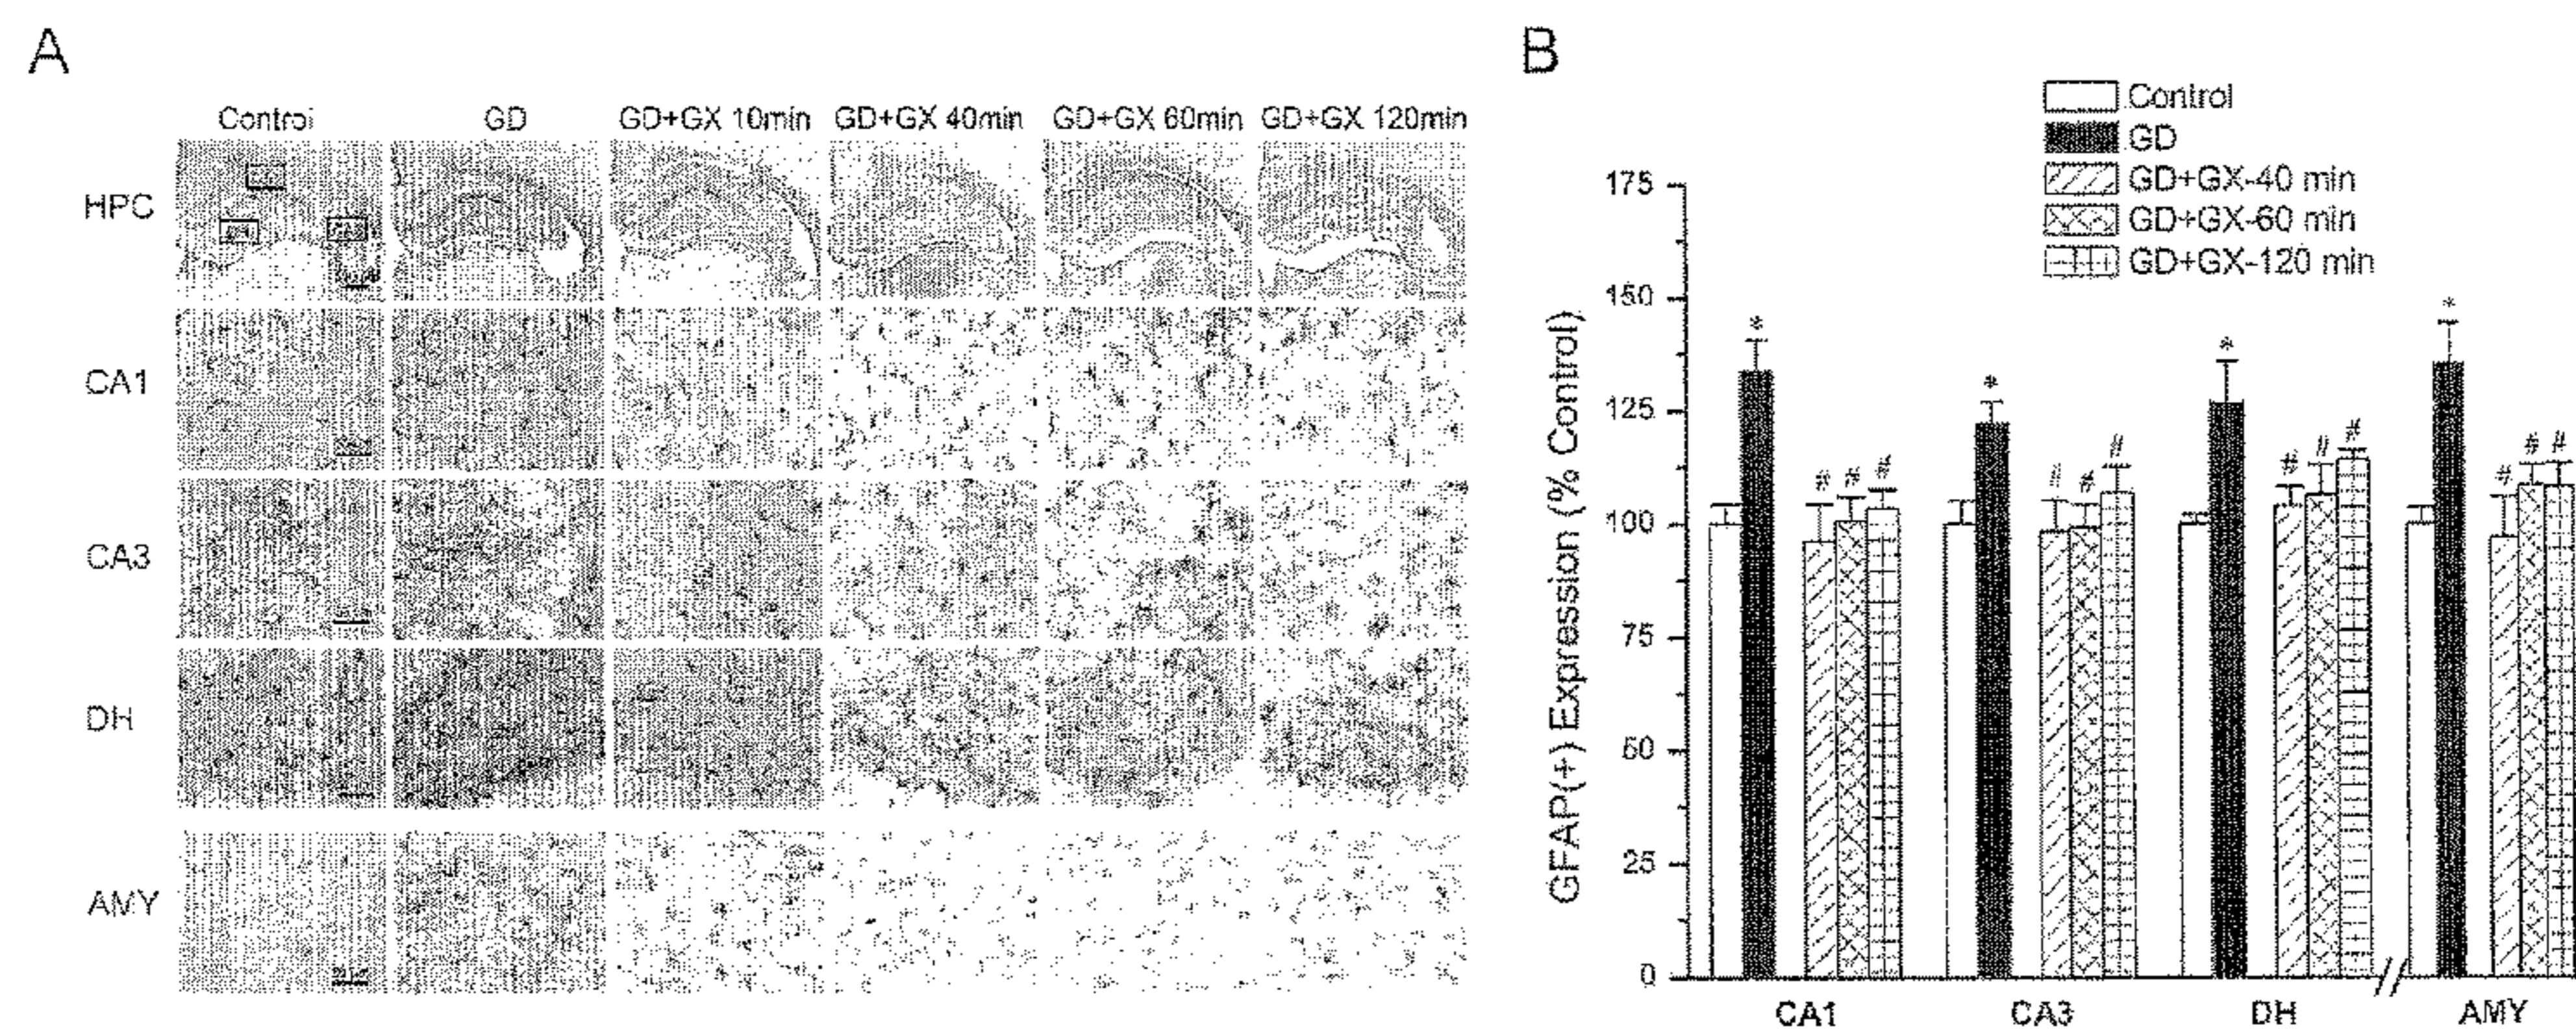 A
Control GD GD+GX 10min GD+GX 40min GD+GX 60min GD+GX 120min
HPC
CA1
CA3
DH
AMY
B
Control
GD
GD+GX-40 min
GD+GX-60 min
GD+GX-120 min
GFAP(+) Expression (% Control)
175
150
125
100
75
50
25
0
* # # #
* # # #
* # # #
* # # #
CA1 CA3 DH AMY